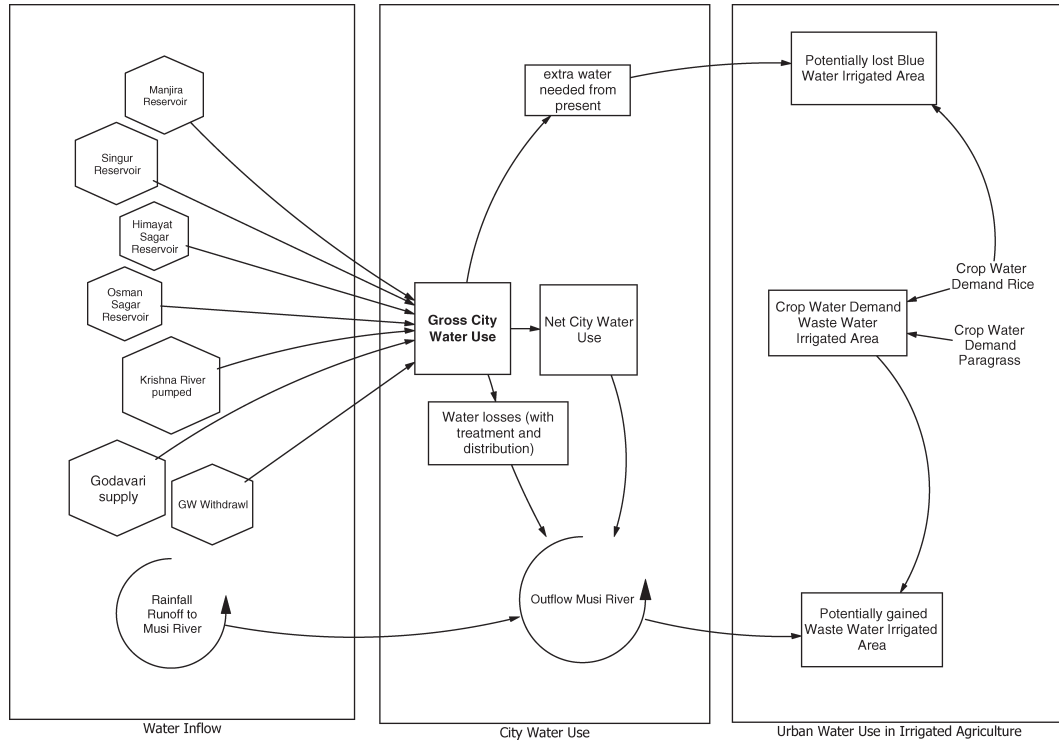 Manjira
Reservoir
Singur
Reservoir
Himayat
Sagar
Reservoir
Osman
Sagar
Reservoir
Krishna River
pumped
Godavari
supply
GW Withdrawl
Rainfall
Runoff to
Musi River
Water Inflow
extra water
needed from
present
Gross City
Water Use
Net City Water
Use
Water losses (with
treatment and
distribution)
Outflow Musi River
City Water Use
Potentially lost Blue
Water Irrigated Area
Crop Water
Demand Rice
Crop Water Demand
Waste Water
Irrigated Area
Crop Water
Demand
Paragrass
Potentially gained
Waste Water Irrigated
Area
Urban Water Use in Irrigated Agriculture